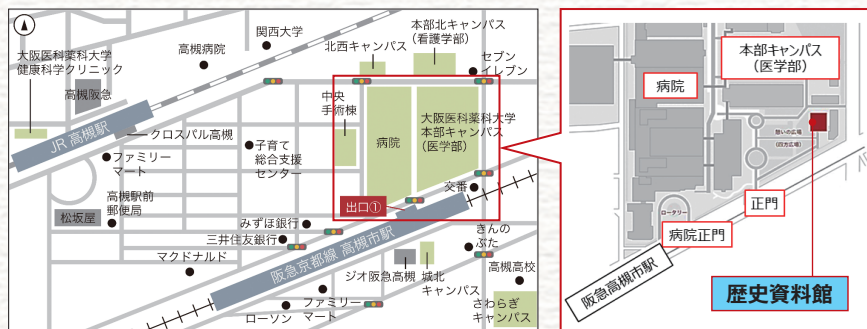 関西大学
高槻病院
本部北キャンパス
(看護学部)
北西キャンパス
セブン
イレブン
大阪医科薬科大学
健康科学クリニック
高槻阪急
中央
手術棟
大阪医科薬科大学
本部キャンパス
(医学部)
病院
JR 高槻駅
クロスパル高槻
子育て
総合支援
センター
ファミリー
マート
交番
高槻駅前
郵便局
出口①
松坂屋
みずほ銀行
三井住友銀行
マクドナルド
阪急京都線 高槻市駅
きんの
ぶた
ジオ阪急高槻
城北
キャンパス
高槻高校
ファミリー
マート
ローソン
さわらぎ
キャンパス
本部キャンパス
(医学部)
病院
憩いの広場
(四方広場)
正門
ロータリー
病院正門
阪急高槻市駅
歴史資料館